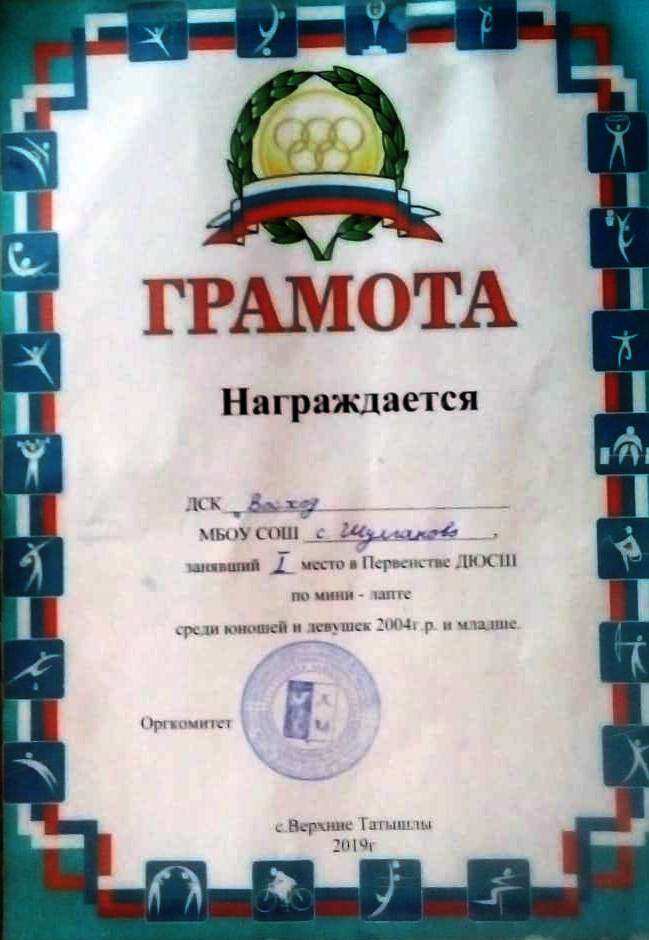 ГРАМОТА
Награждается
ДСК Восход
МБОУ СОШ с Шулганово,
занявший I место в Первенстве ДЮСШ
по мини - лапте
среди юношей и девушек 2004г.р. и младше.
Оргкомитет
с.Верхние Татышлы
2019г